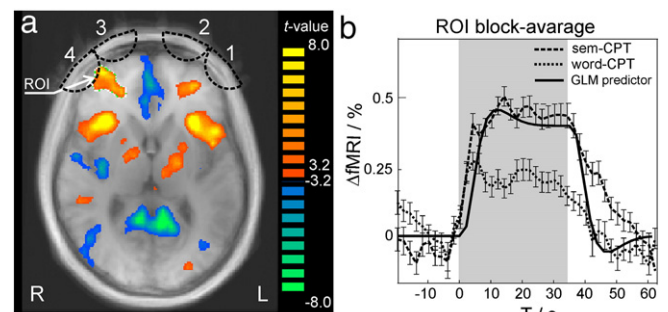 a
3
2
4
1
ROI
R
L
t-value
8.0
3.2
-3.2
-8.0
b
ROI block-avarage
sem-CPT
word-CPT
GLM predictor
ΔfMRI / %
0.5
0.25
0
-10 0 10 20 30 40 50 60